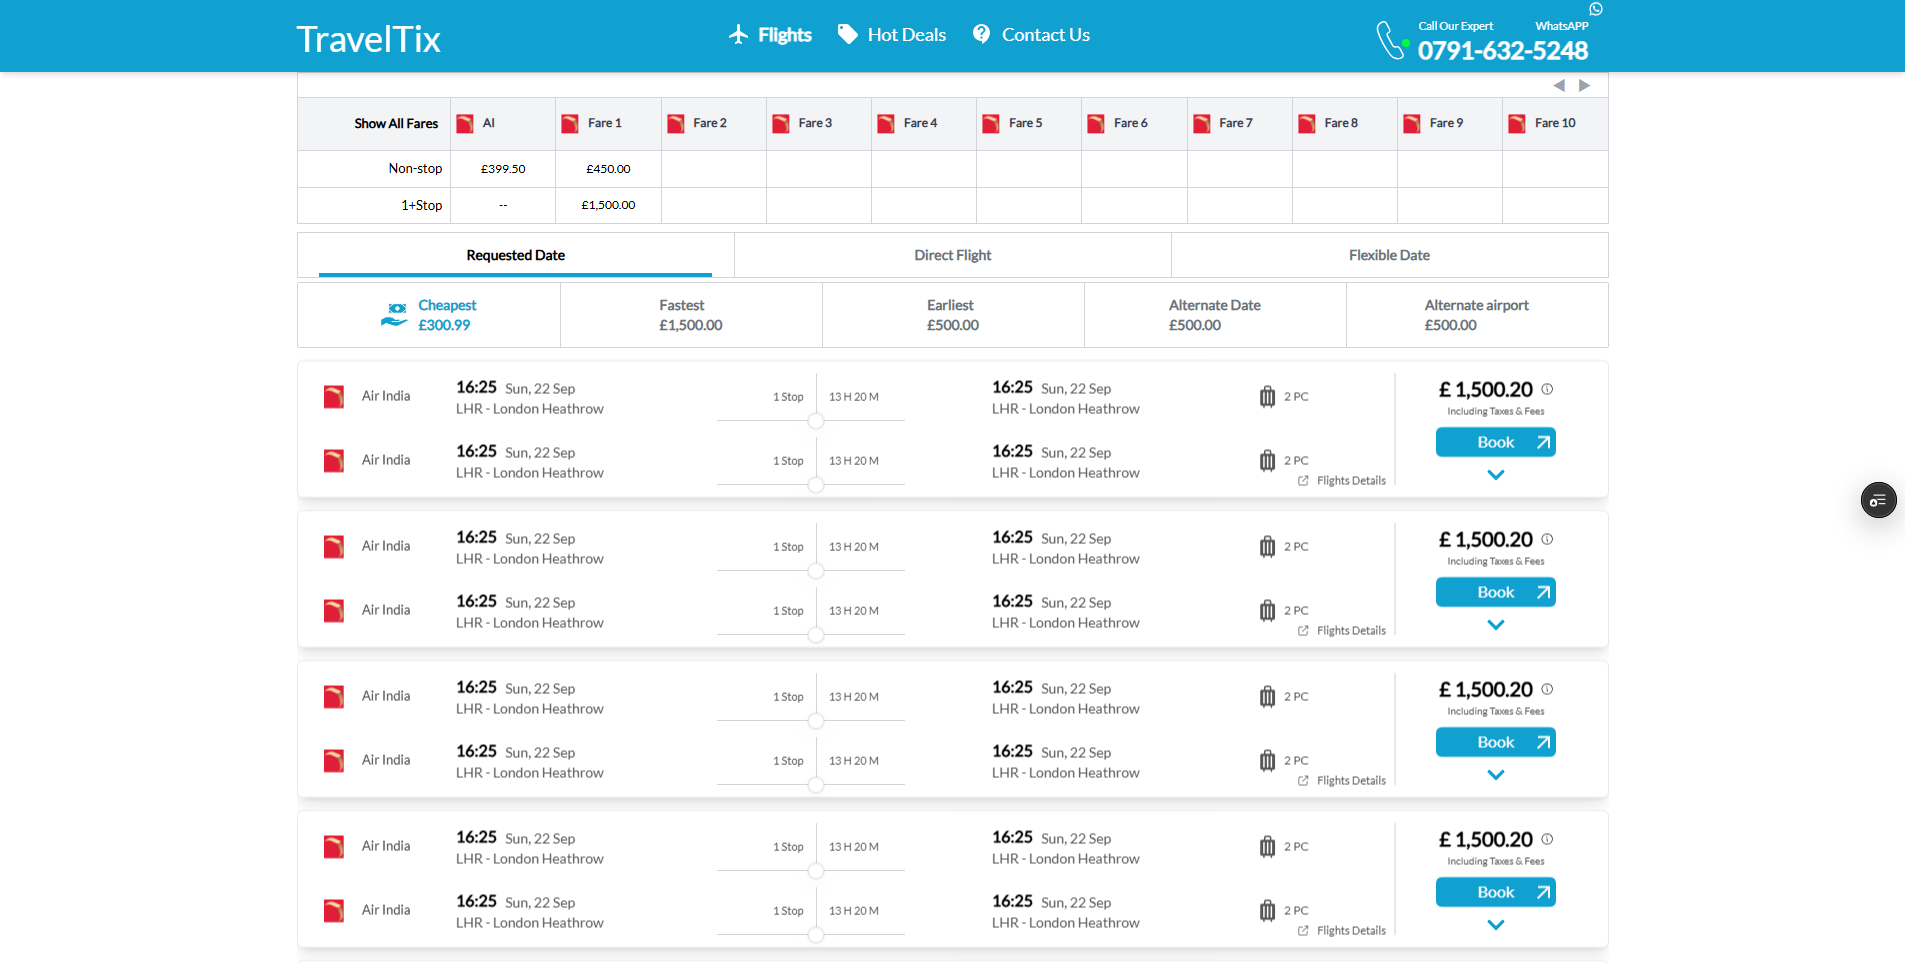 TravelTix
Flights
Hot Deals
Contact Us
Call Our Expert
WhatsAPP
0791-632-5248
Show All Fares AI Fare 1 Fare 2 Fare 3 Fare 4 Fare 5 Fare 6 Fare 7 Fare 8 Fare 9 Fare 10
Non-stop £399.50 £450.00
1+Stop -- £1,500.00
Requested Date Direct Flight Flexible Date
Cheapest Fastest Earliest Alternate Date Alternate airport
£300.99 £1,500.00 £500.00 £500.00 £500.00
Air India 16:25 Sun, 22 Sep 1 Stop 13 H 20 M 16:25 Sun, 22 Sep 2 PC £ 1,500.20
LHR - London Heathrow LHR - London Heathrow Including Taxes & Fees
Book
Air India 16:25 Sun, 22 Sep 1 Stop 13 H 20 M 16:25 Sun, 22 Sep 2 PC
LHR - London Heathrow LHR - London Heathrow Flights Details
Air India 16:25 Sun, 22 Sep 1 Stop 13 H 20 M 16:25 Sun, 22 Sep 2 PC £ 1,500.20
LHR - London Heathrow LHR - London Heathrow Including Taxes & Fees
Book
Air India 16:25 Sun, 22 Sep 1 Stop 13 H 20 M 16:25 Sun, 22 Sep 2 PC
LHR - London Heathrow LHR - London Heathrow Flights Details
Air India 16:25 Sun, 22 Sep 1 Stop 13 H 20 M 16:25 Sun, 22 Sep 2 PC £ 1,500.20
LHR - London Heathrow LHR - London Heathrow Including Taxes & Fees
Book
Air India 16:25 Sun, 22 Sep 1 Stop 13 H 20 M 16:25 Sun, 22 Sep 2 PC
LHR - London Heathrow LHR - London Heathrow Flights Details
Air India 16:25 Sun, 22 Sep 1 Stop 13 H 20 M 16:25 Sun, 22 Sep 2 PC £ 1,500.20
LHR - London Heathrow LHR - London Heathrow Including Taxes & Fees
Book
Air India 16:25 Sun, 22 Sep 1 Stop 13 H 20 M 16:25 Sun, 22 Sep 2 PC
LHR - London Heathrow LHR - London Heathrow Flights Details